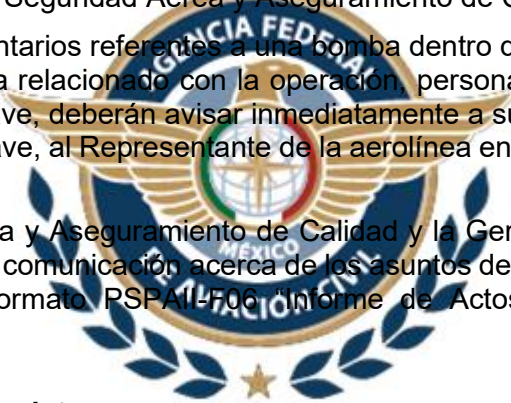 Seguridad Aérea y Aseguramiento de C
AGENCIA FEDERAL
ntarios referentes a una bomba dentro d
a relacionado con la operación, persona
ave, deberán avisar inmediatamente a su
ave, al Representante de la aerolínea en
a y Aseguramiento de Calidad y la Ger
MÉXICO
comunicación acerca de los asuntos de
ormato PSPAII-F06 "Informe de Actos
AVIACIÓN CIVIL